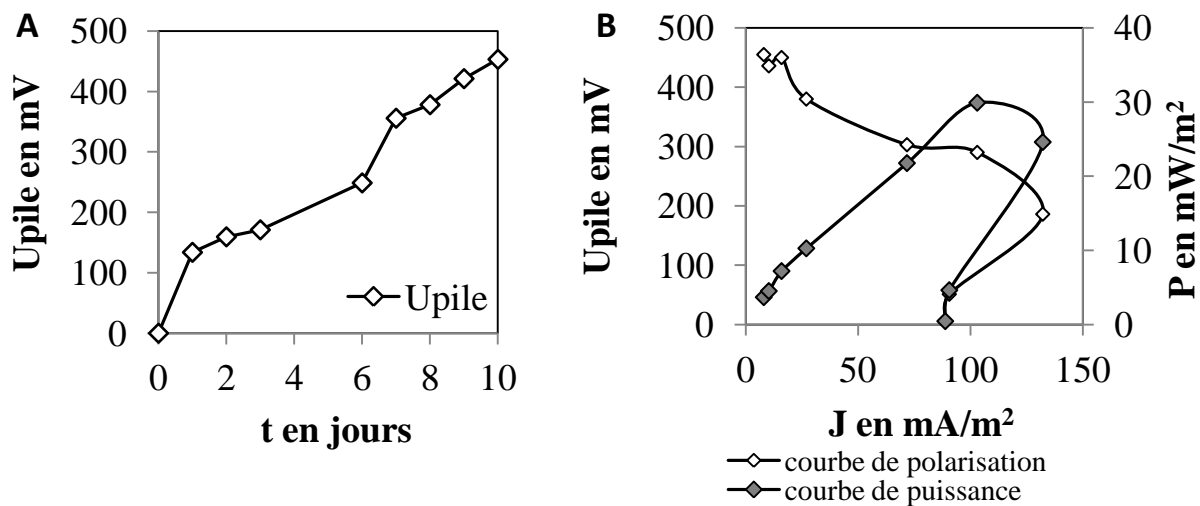 A
Upile en mV
500
400
300
200
100
0
Upile
0 2 4 6 8 10
t en jours
B
Upile en mV
500
400
300
200
100
0
40
30
20
10
0
P en mW/m²
0 50 100 150
J en mA/m²
courbe de polarisation
courbe de puissance